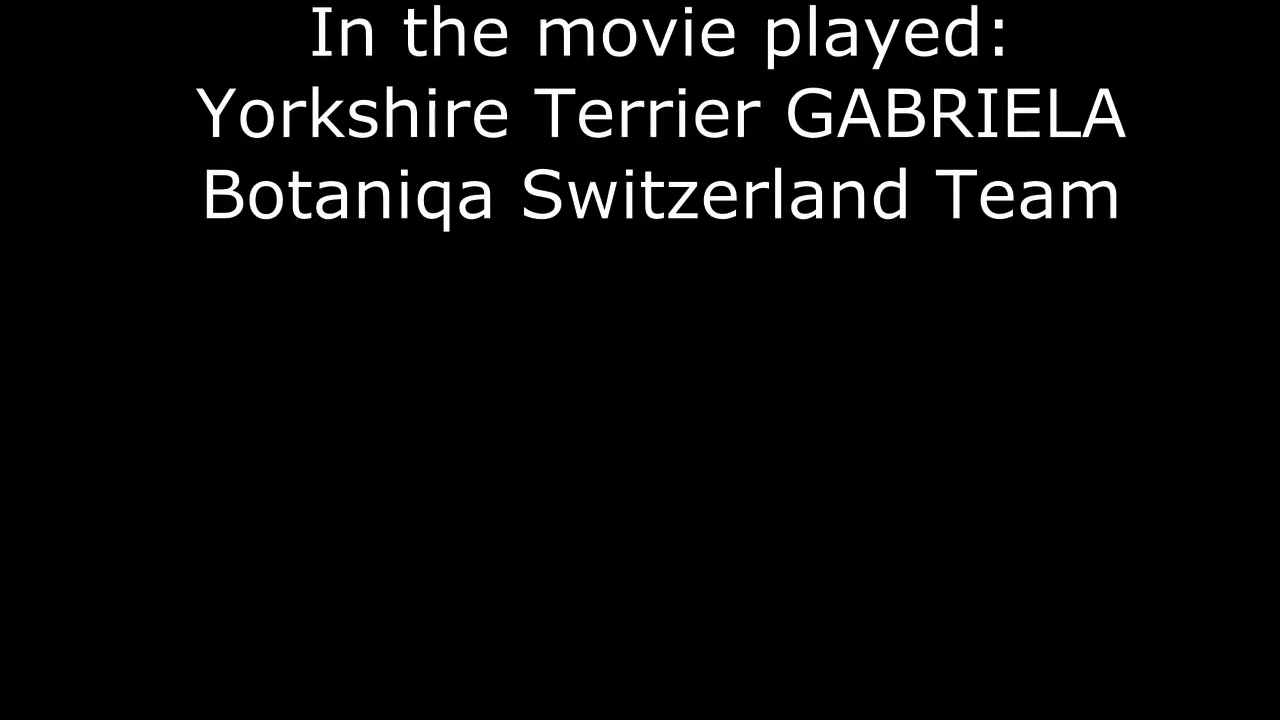 In the movie played:
Yorkshire Terrier GABRIELA
Botaniqa Switzerland Team